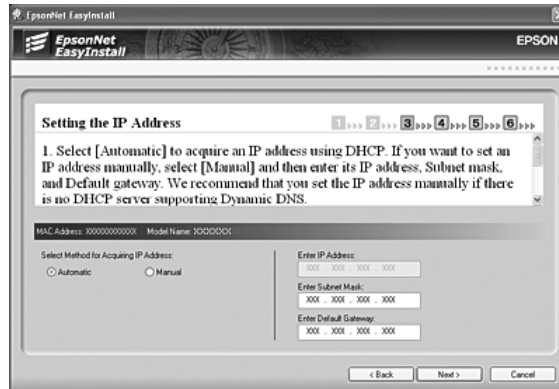 EpsonNet EasyInstall
EpsonNet
EasyInstall
EPSON
Setting the IP Address
1 >>> 2 >>> 3 >>> 4 >>> 5 >>> 6 >>>
1. Select [Automatic] to acquire an IP address using DHCP. If you want to set an
IP address manually, select [Manual] and then enter its IP address, Subnet mask,
and Default gateway. We recommend that you set the IP address manually if there
is no DHCP server supporting Dynamic DNS.
MAC Address: XXXXXXXXXXXX Model Name: XXXXXXX
Select Method for Acquiring IP Address:
Automatic
Manual
Enter IP Address:
XXX . XXX . XXX . XXX
Enter Subnet Mask:
XXX . XXX . XXX . XXX
Enter Default Gateway:
XXX . XXX . XXX . XXX
< Back
Next >
Cancel